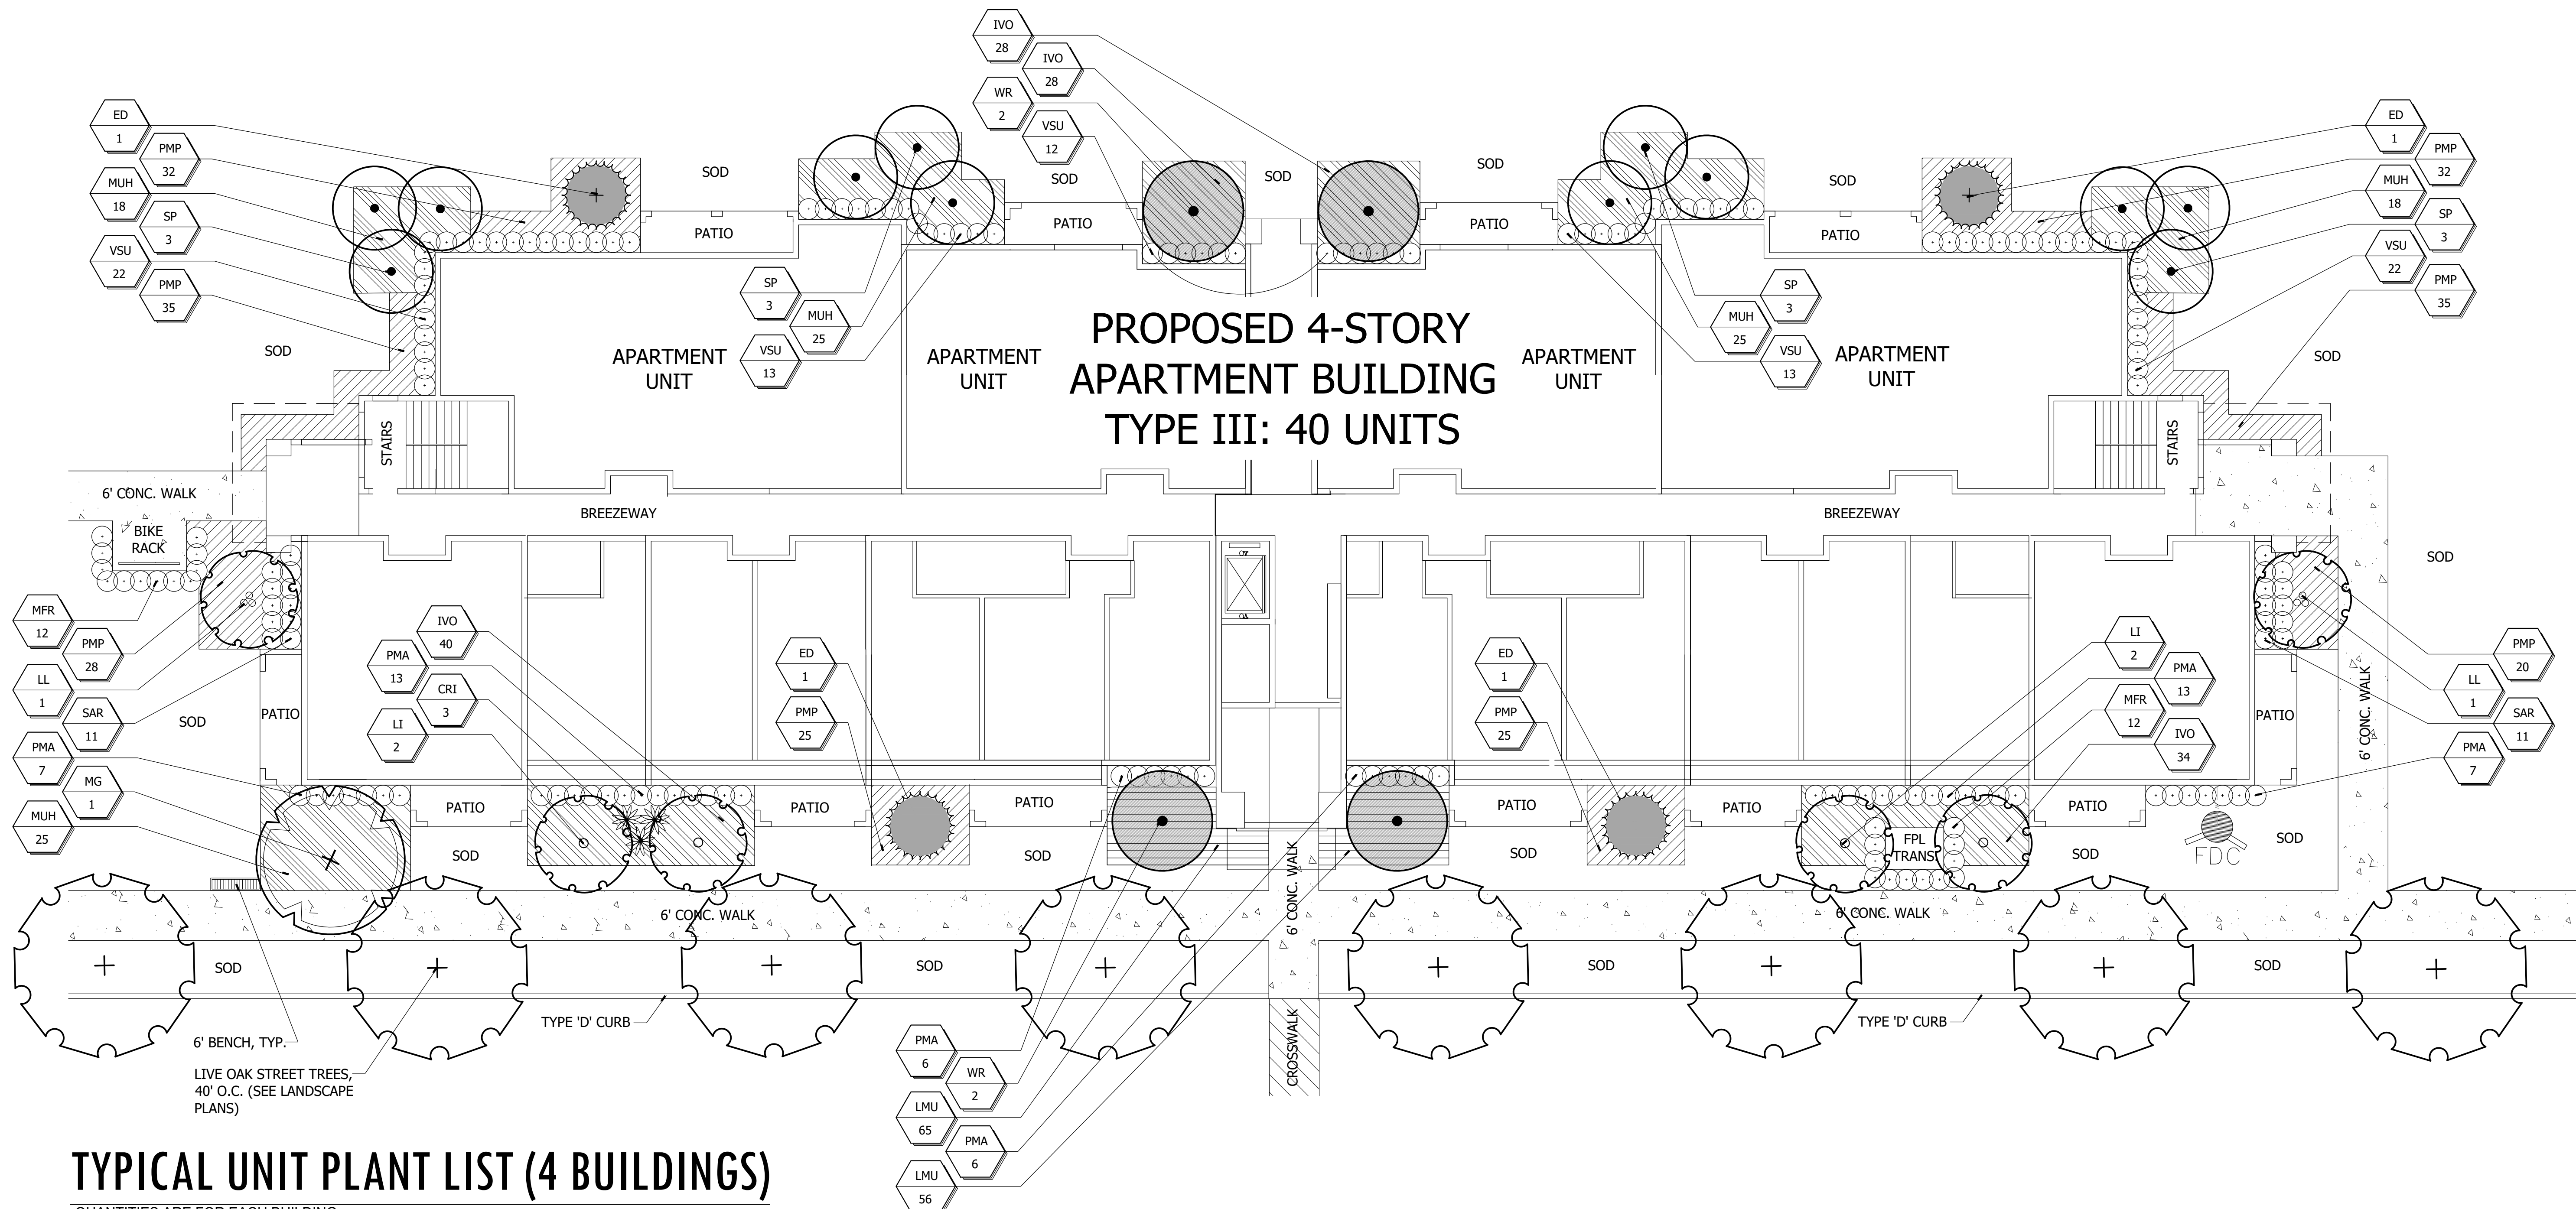 IVO
28
IVO
28
WR
2
VSU
12
ED
1
PMP
32
MUH
18
SP
3
VSU
22
PMP
35
ED
1
PMP
32
MUH
18
SP
3
VSU
22
PMP
35
SOD
SOD
SOD
SOD
SOD
PATIO
PATIO
PATIO
PATIO
SP
3
MUH
25
VSU
13
SP
3
MUH
25
VSU
13
SOD
SOD
APARTMENT
UNIT
APARTMENT
UNIT
PROPOSED 4-STORY
APARTMENT BUILDING
TYPE III: 40 UNITS
APARTMENT
UNIT
APARTMENT
UNIT
STAIRS
STAIRS
6' CONC. WALK
BIKE
RACK
BREEZEWAY
BREEZEWAY
SOD
MFR
12
PMP
28
LL
1
SAR
11
PMA
7
MG
1
MUH
25
SOD
PATIO
IVO
40
PMA
13
CRI
3
LI
2
ED
1
PMP
25
ED
1
PMP
25
LI
2
PMA
13
MFR
12
IVO
34
PATIO
6' CONC. WALK
PMP
20
LL
1
SAR
11
PMA
7
PATIO
PATIO
PATIO
PATIO
PATIO
PATIO
SOD
SOD
SOD
FPL
TRANS
SOD
FDC
SOD
6' CONC. WALK
6' CONC. WALK
6' CONC. WALK
SOD
SOD
SOD
SOD
TYPE 'D' CURB
TYPE 'D' CURB
CROSSWALK
6' BENCH, TYP.
LIVE OAK STREET TREES,
40' O.C. (SEE LANDSCAPE
PLANS)
PMA
6
WR
2
LMU
65
PMA
6
LMU
56
TYPICAL UNIT PLANT LIST (4 BUILDINGS)
QUANTITIES ARE FOR EACH BUILDING